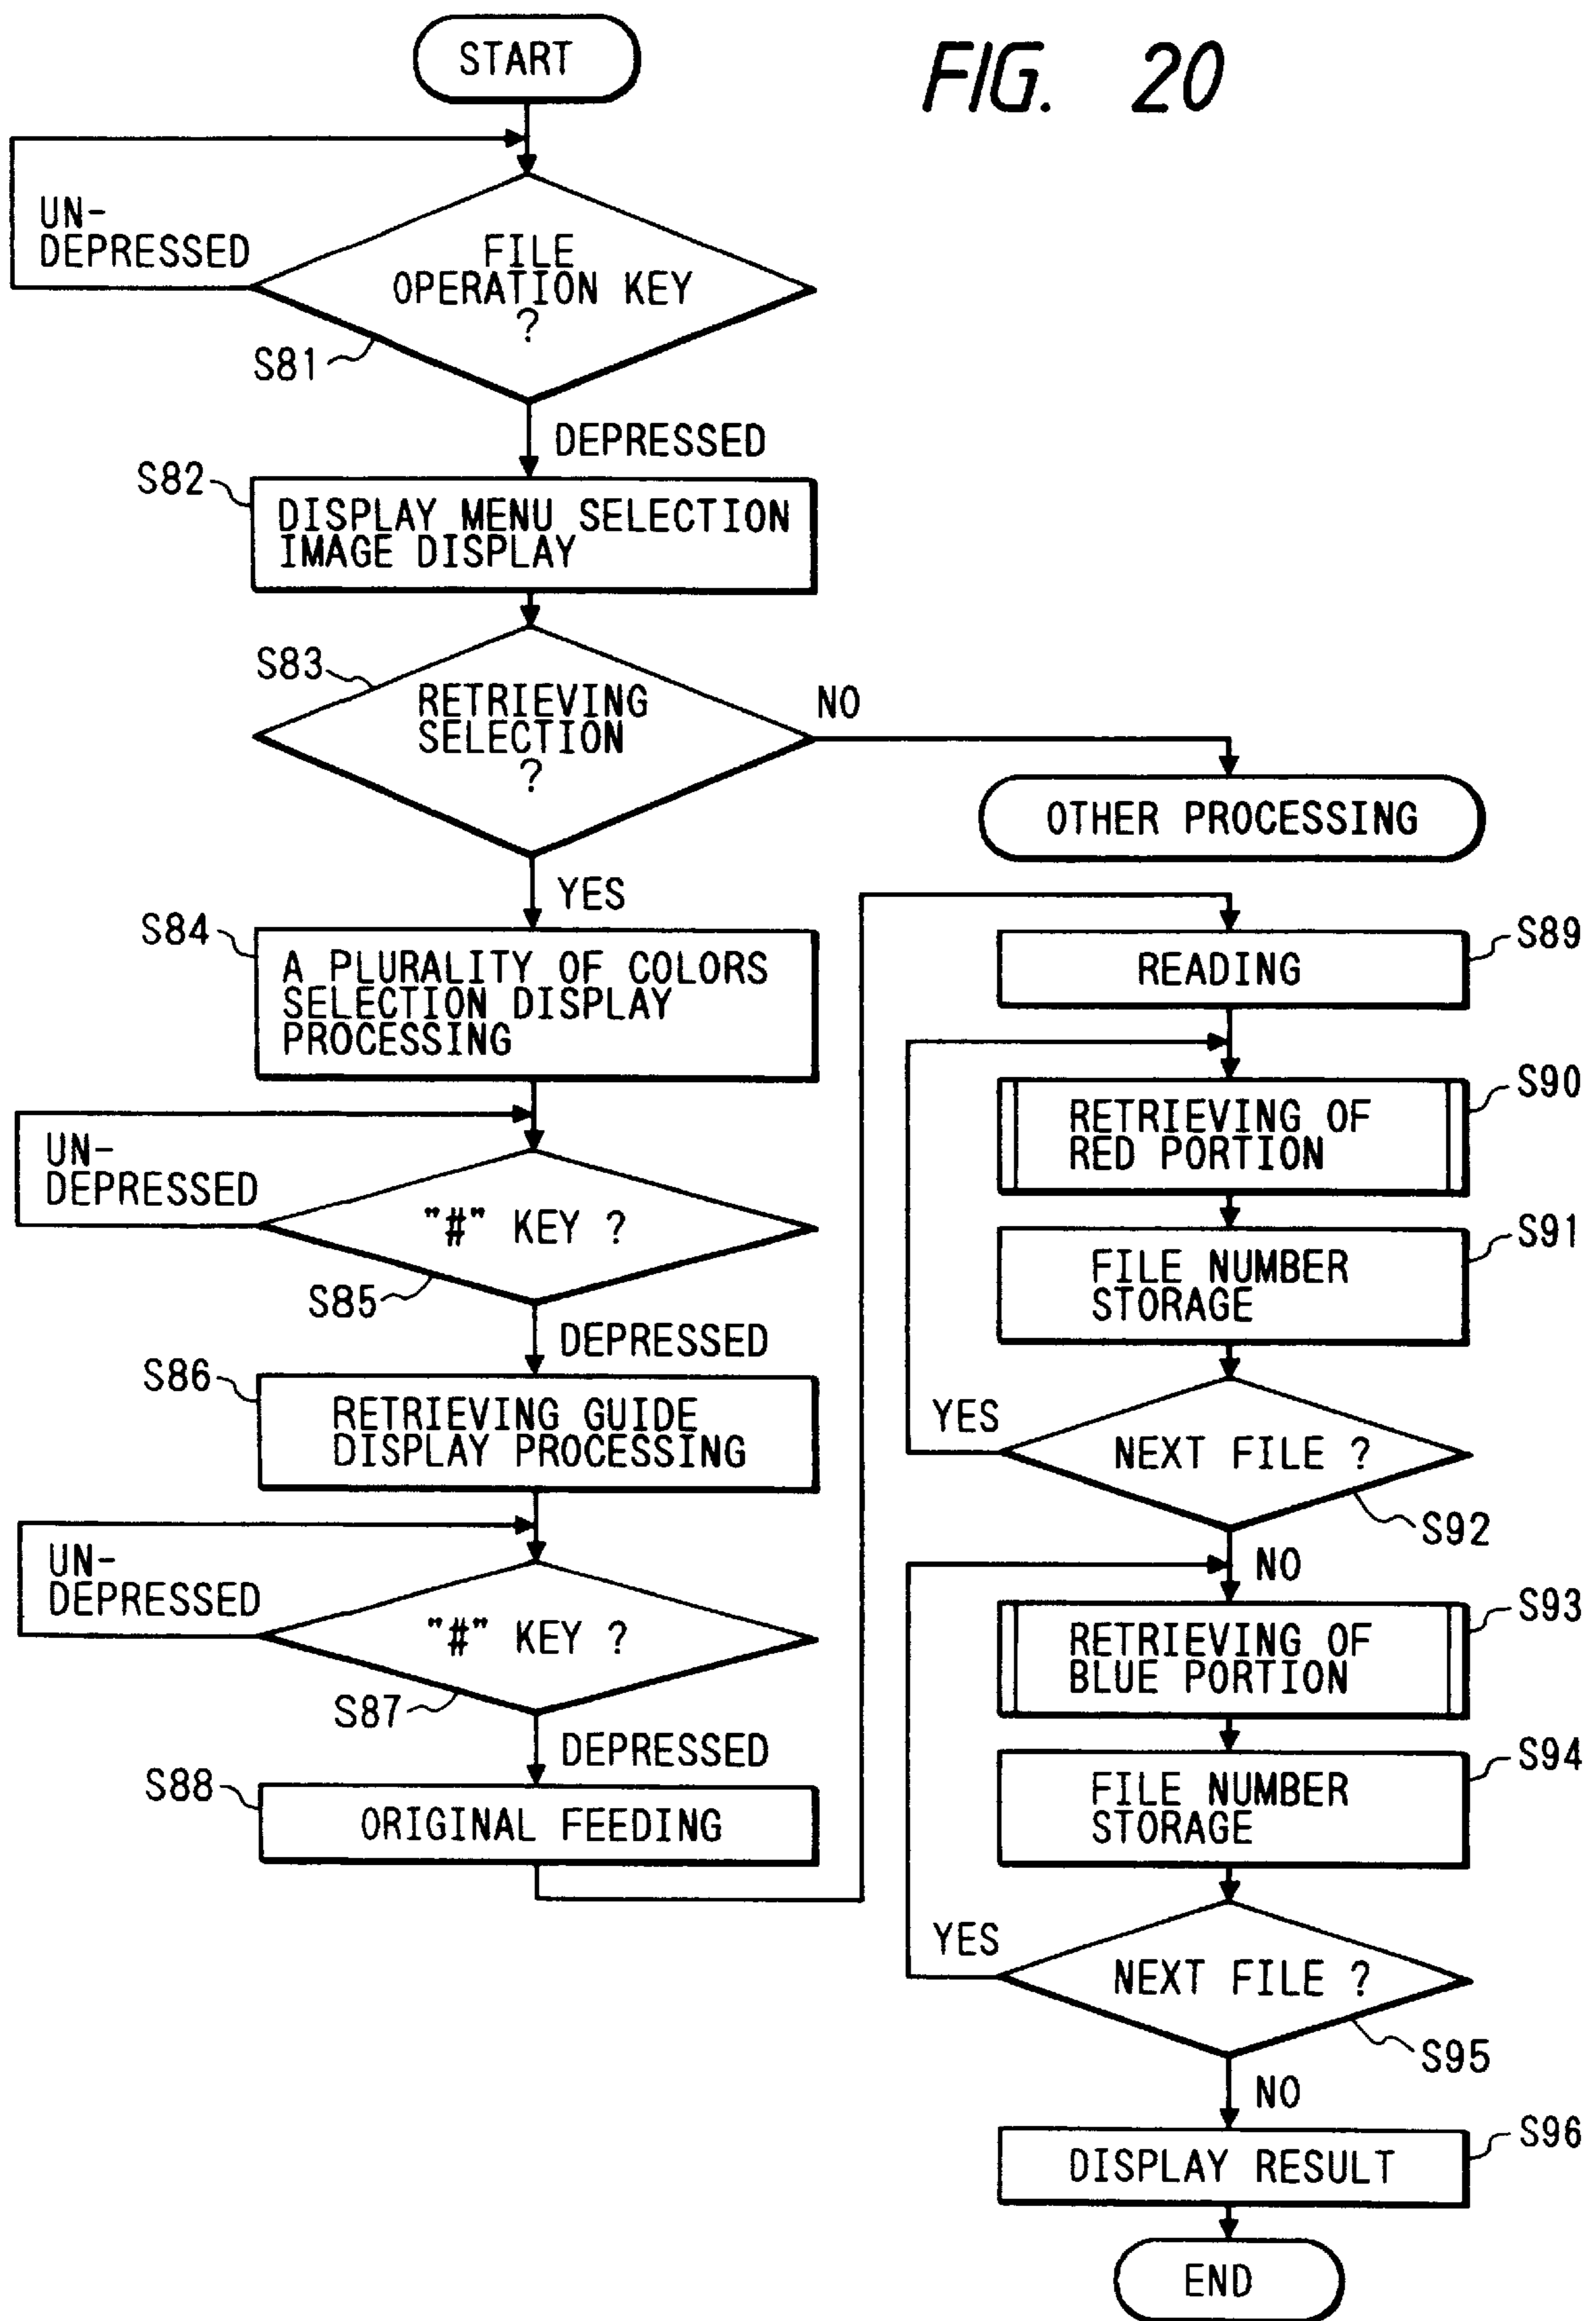 START
FIG. 20
UN-
DEPRESSED
FILE
OPERATION KEY
?
S81
DEPRESSED
S82
DISPLAY MENU SELECTION
IMAGE DISPLAY
S83
RETRIEVING
SELECTION
?
NO
OTHER PROCESSING
YES
S84
A PLURALITY OF COLORS
SELECTION DISPLAY
PROCESSING
UN-
DEPRESSED
"#" KEY ?
S85
DEPRESSED
S86
RETRIEVING GUIDE
DISPLAY PROCESSING
UN-
DEPRESSED
"#" KEY ?
S87
DEPRESSED
S88
ORIGINAL FEEDING
READING
S89
RETRIEVING OF
RED PORTION
S90
FILE NUMBER
STORAGE
S91
YES
NEXT FILE ?
S92
NO
RETRIEVING OF
BLUE PORTION
S93
FILE NUMBER
STORAGE
S94
YES
NEXT FILE ?
S95
NO
DISPLAY RESULT
S96
END